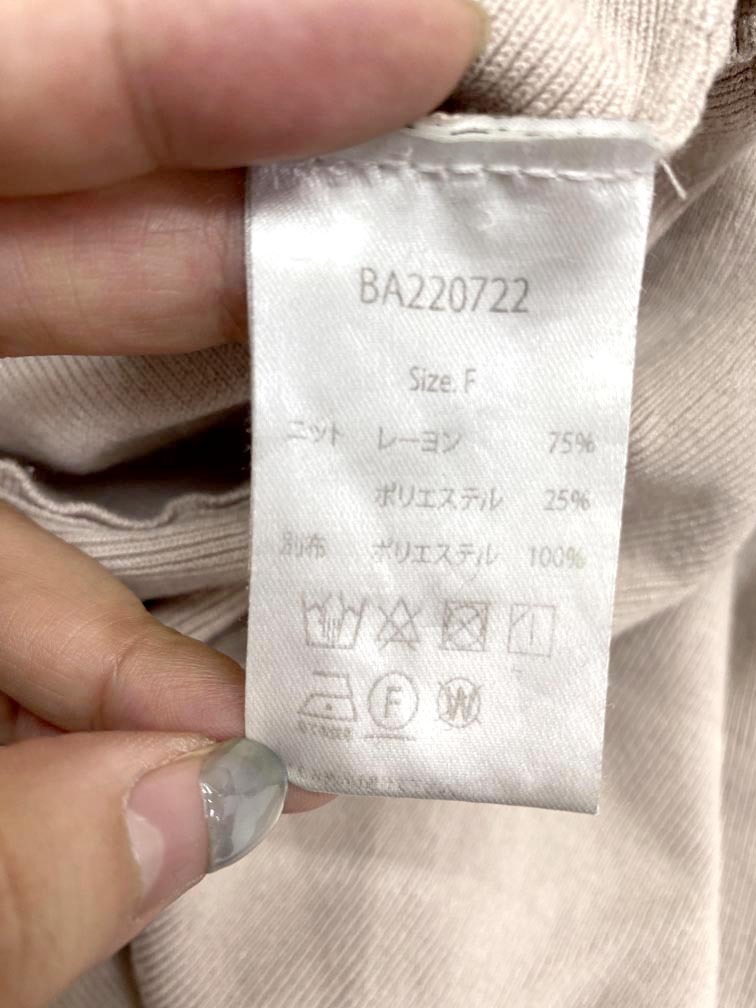 BA220722
Size. F
ニット レーヨン 75%
ポリエステル 25%
別布 ポリエステル 100%
F W